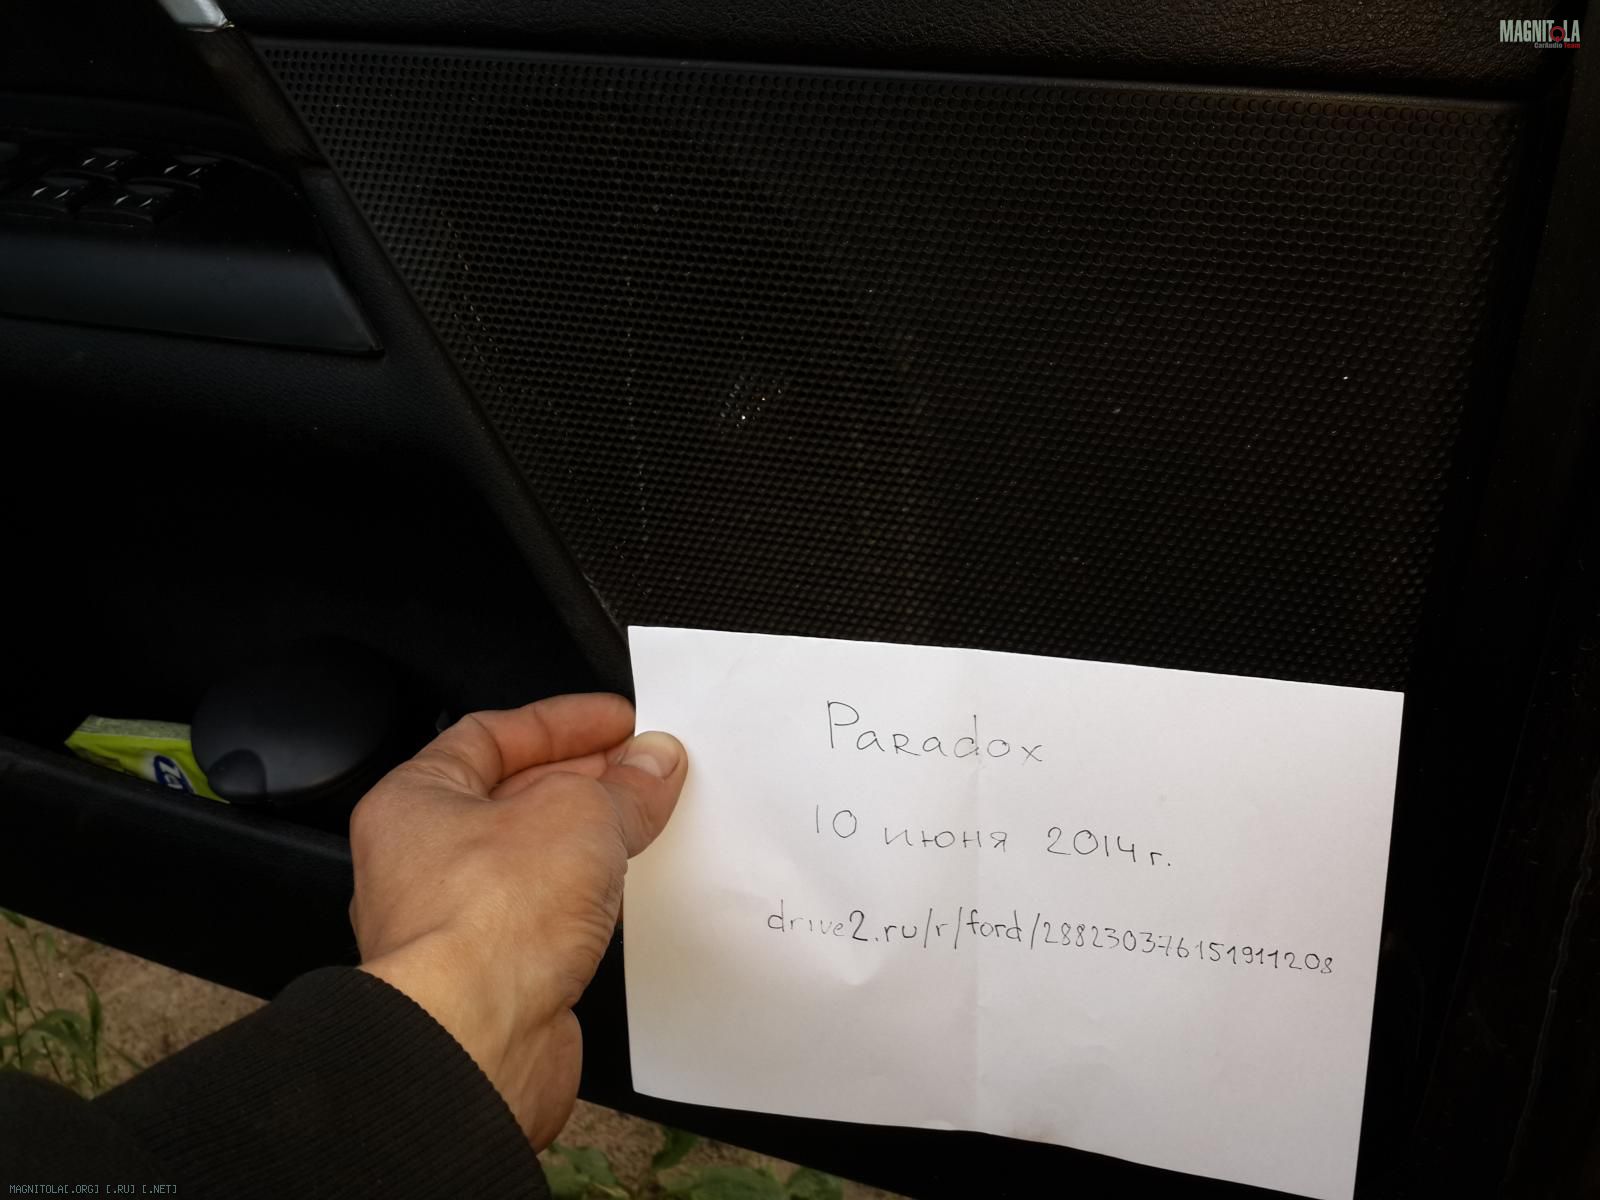 MAGNITOLA
CarAudio Team
Paradox
10 июня 2014г.
drive2.ru/r/ford/288230376151911208
MAGNITOLA[.ORG] [.RU] [.NET]